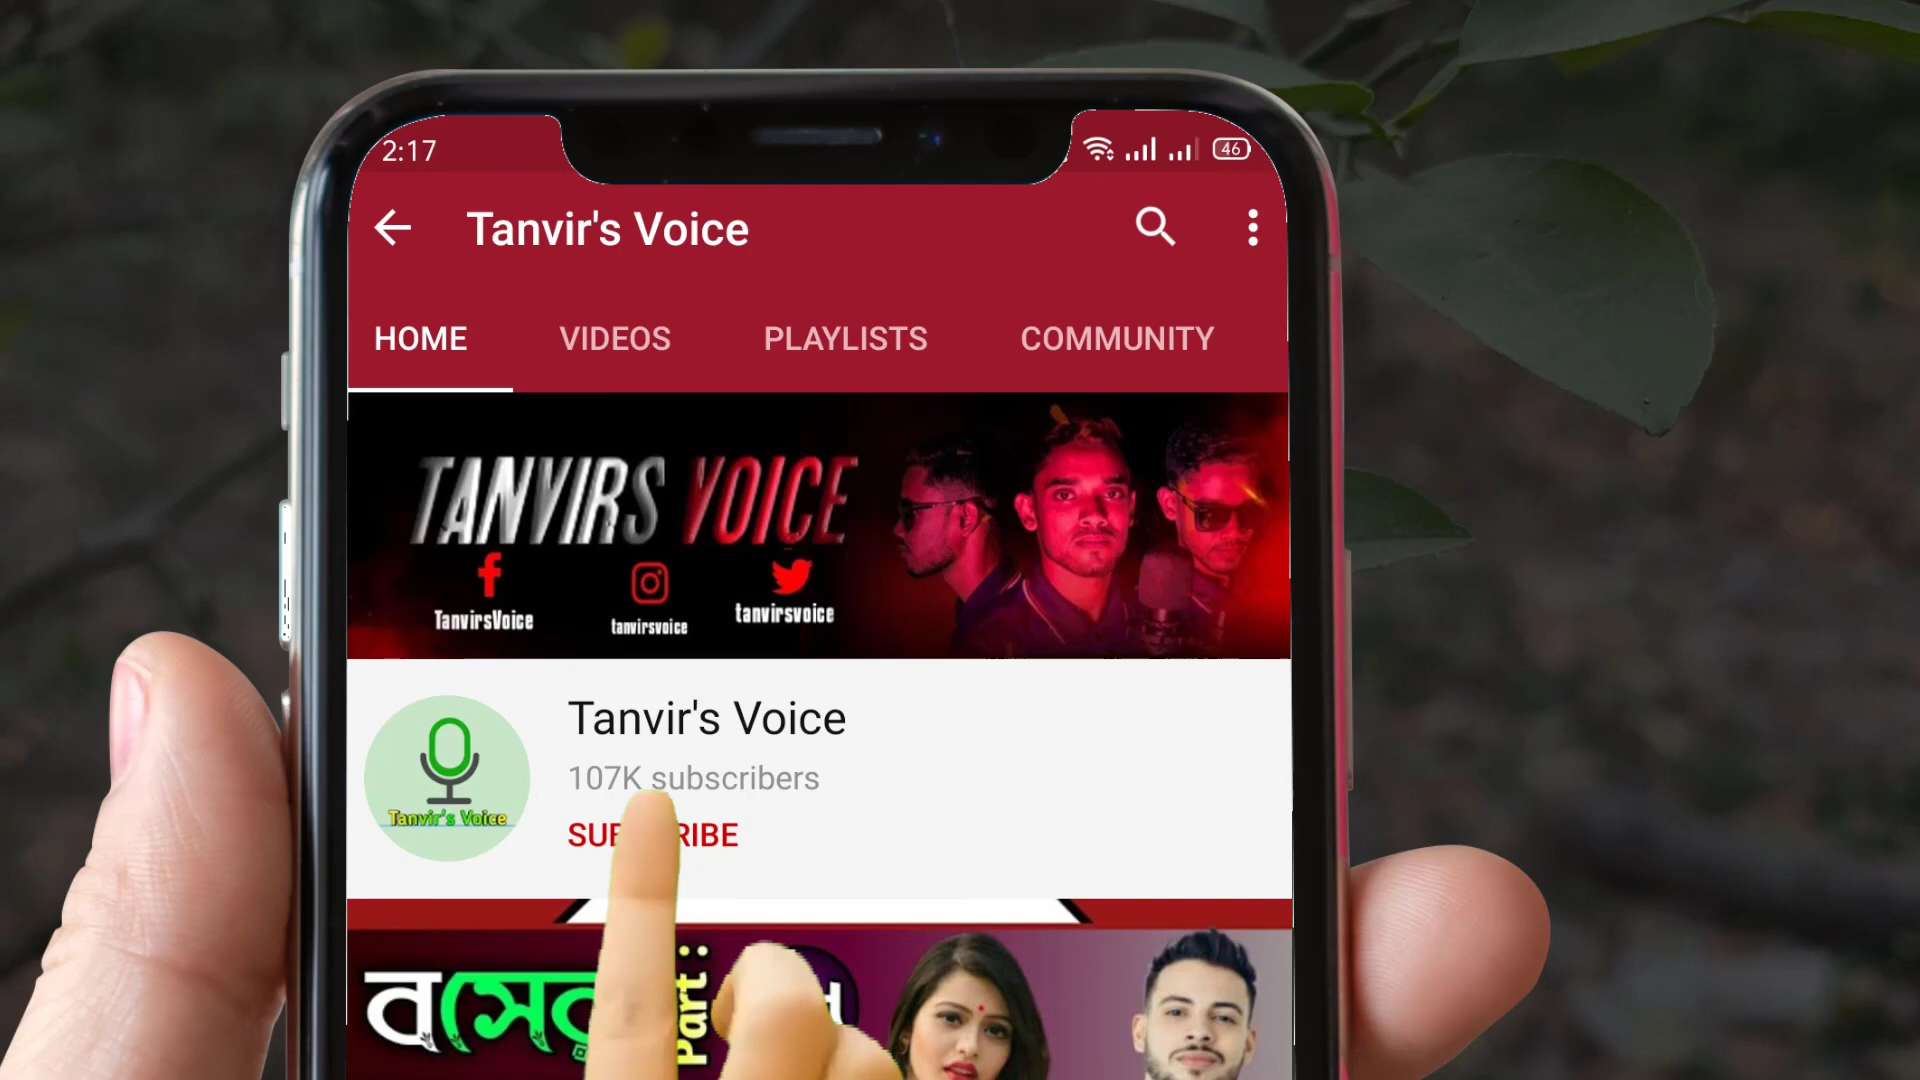 2:17
46
Tanvir's Voice
HOME VIDEOS PLAYLISTS COMMUNITY
TANVIRS VOICE
TanvirsVoice tanvirsvoice tanvirsvoice
Tanvir's Voice
107K subscribers
Tanvir's Voice
বসের
Part :